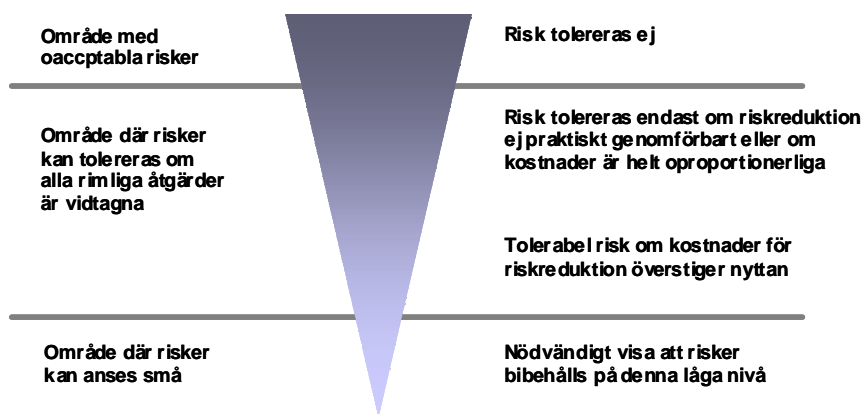 Område med
oaccptabla risker
Risk tolereras ej
Område där risker
kan tolereras om
alla rimliga åtgärder
är vidtagna
Risk tolereras endast om riskreduktion
ej praktiskt genomförbart eller om
kostnader är helt oproportionerliga
Tolerabel risk om kostnader för
riskreduktion överstiger nyttan
Område där risker
kan anses små
Nödvändigt visa att risker
bibehålls på denna låga nivå